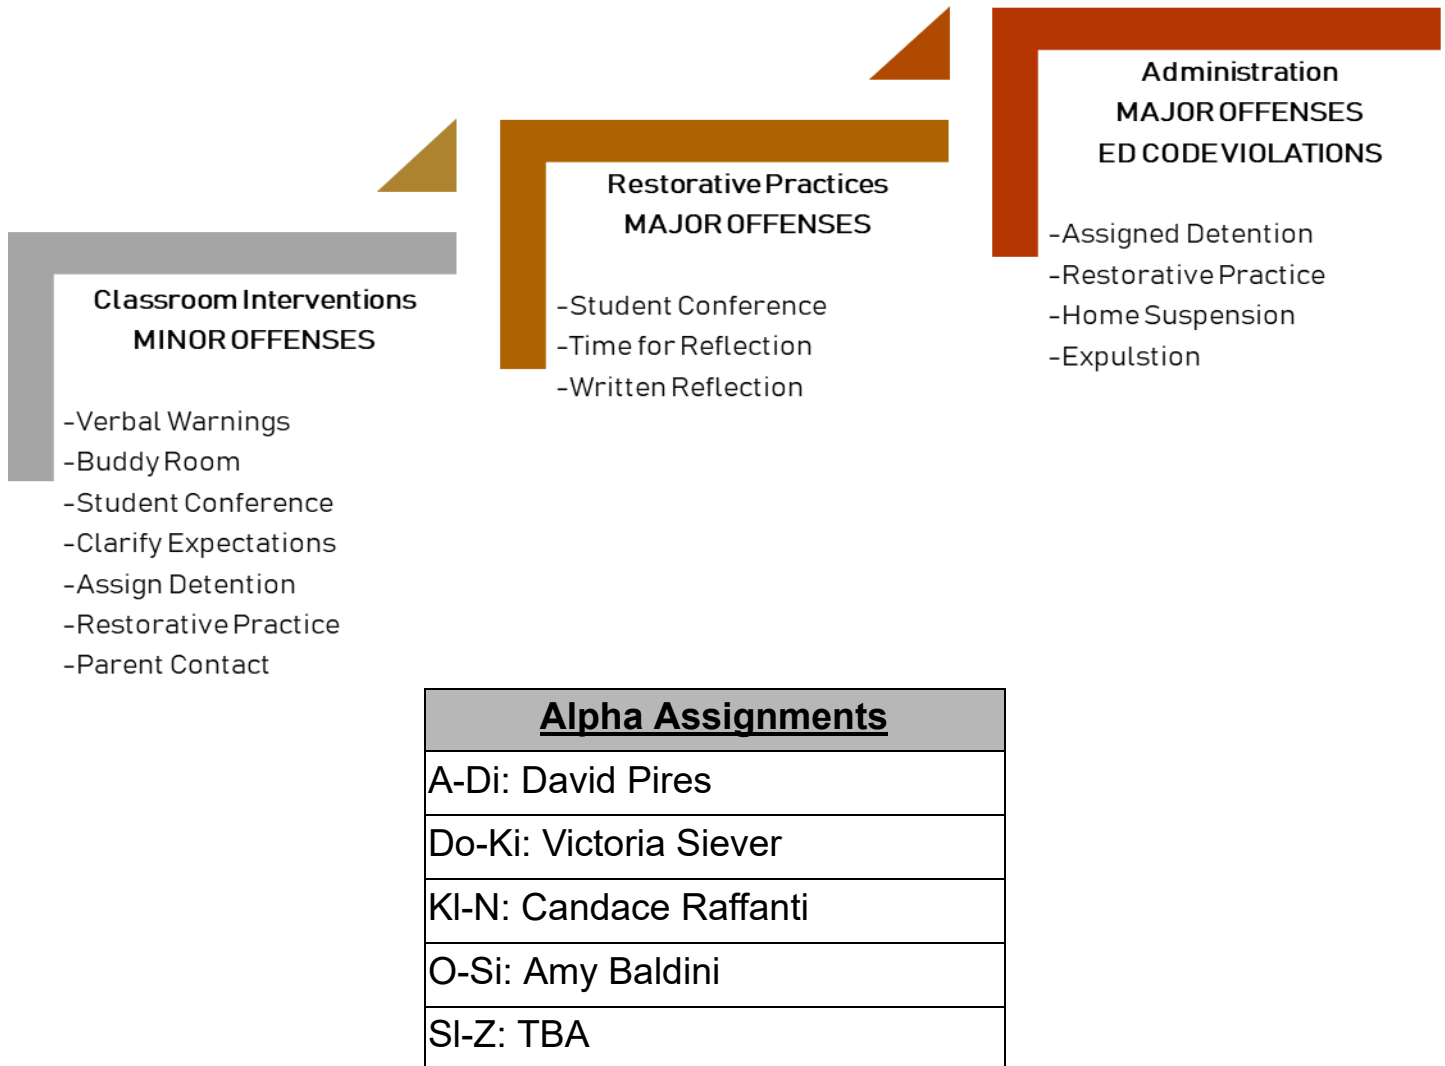 Classroom Interventions
MINOR OFFENSES
-Verbal Warnings
-Buddy Room
-Student Conference
-Clarify Expectations
-Assign Detention
-Restorative Practice
-Parent Contact
Restorative Practices
MAJOR OFFENSES
-Student Conference
-Time for Reflection
-Written Reflection
Administration
MAJOR OFFENSES
ED CODE VIOLATIONS
-Assigned Detention
-Restorative Practice
-Home Suspension
-Expulstion
Alpha Assignments
A-Di: David Pires
Do-Ki: Victoria Siever
Kl-N: Candace Raffanti
O-Si: Amy Baldini
Sl-Z: TBA